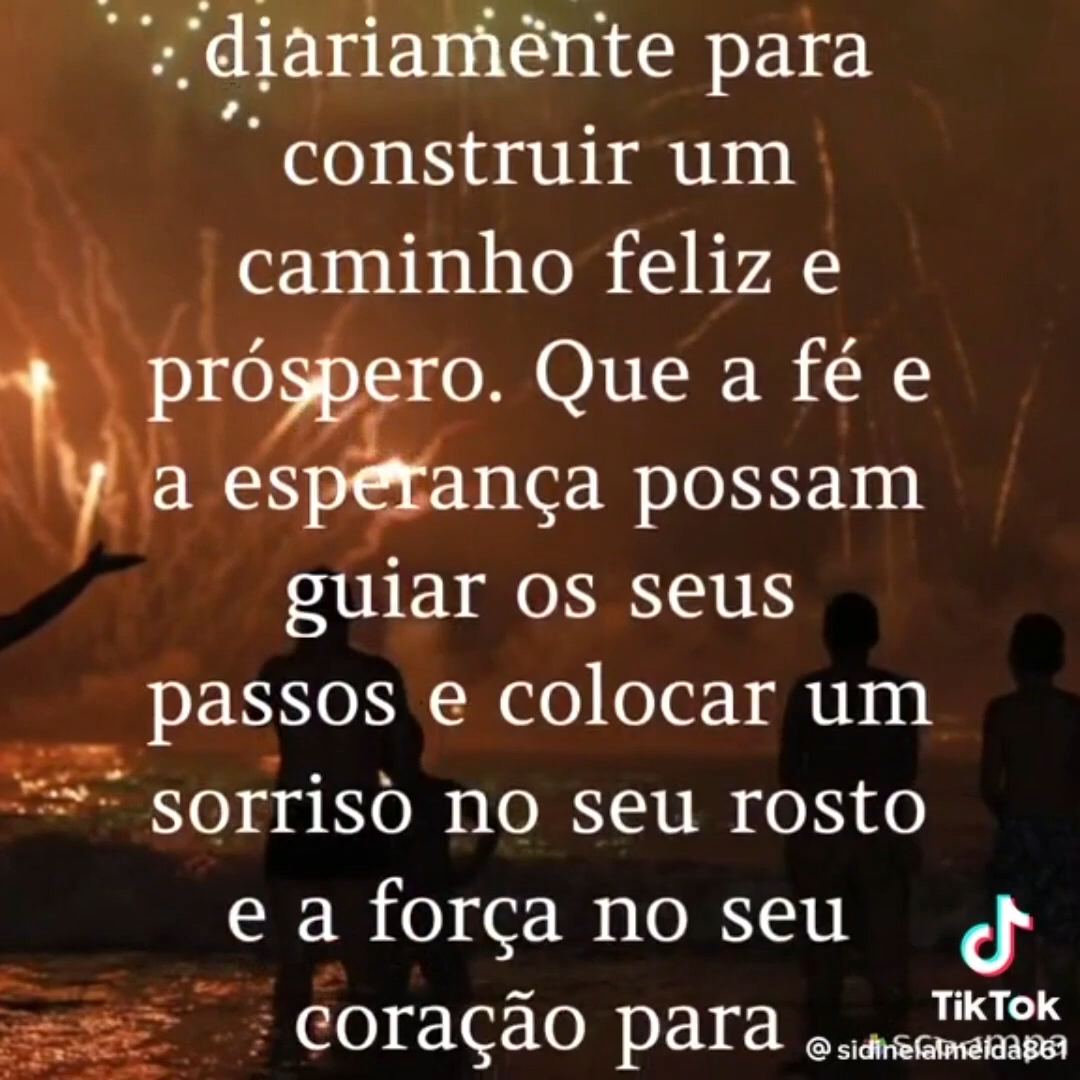 diariamente para
construir um
caminho feliz e
próspero. Que a fé e
a esperança possam
guiar os seus
passos e colocar um
sorriso no seu rosto
e a força no seu
coração para
TikTok
@sidinelalmeida861